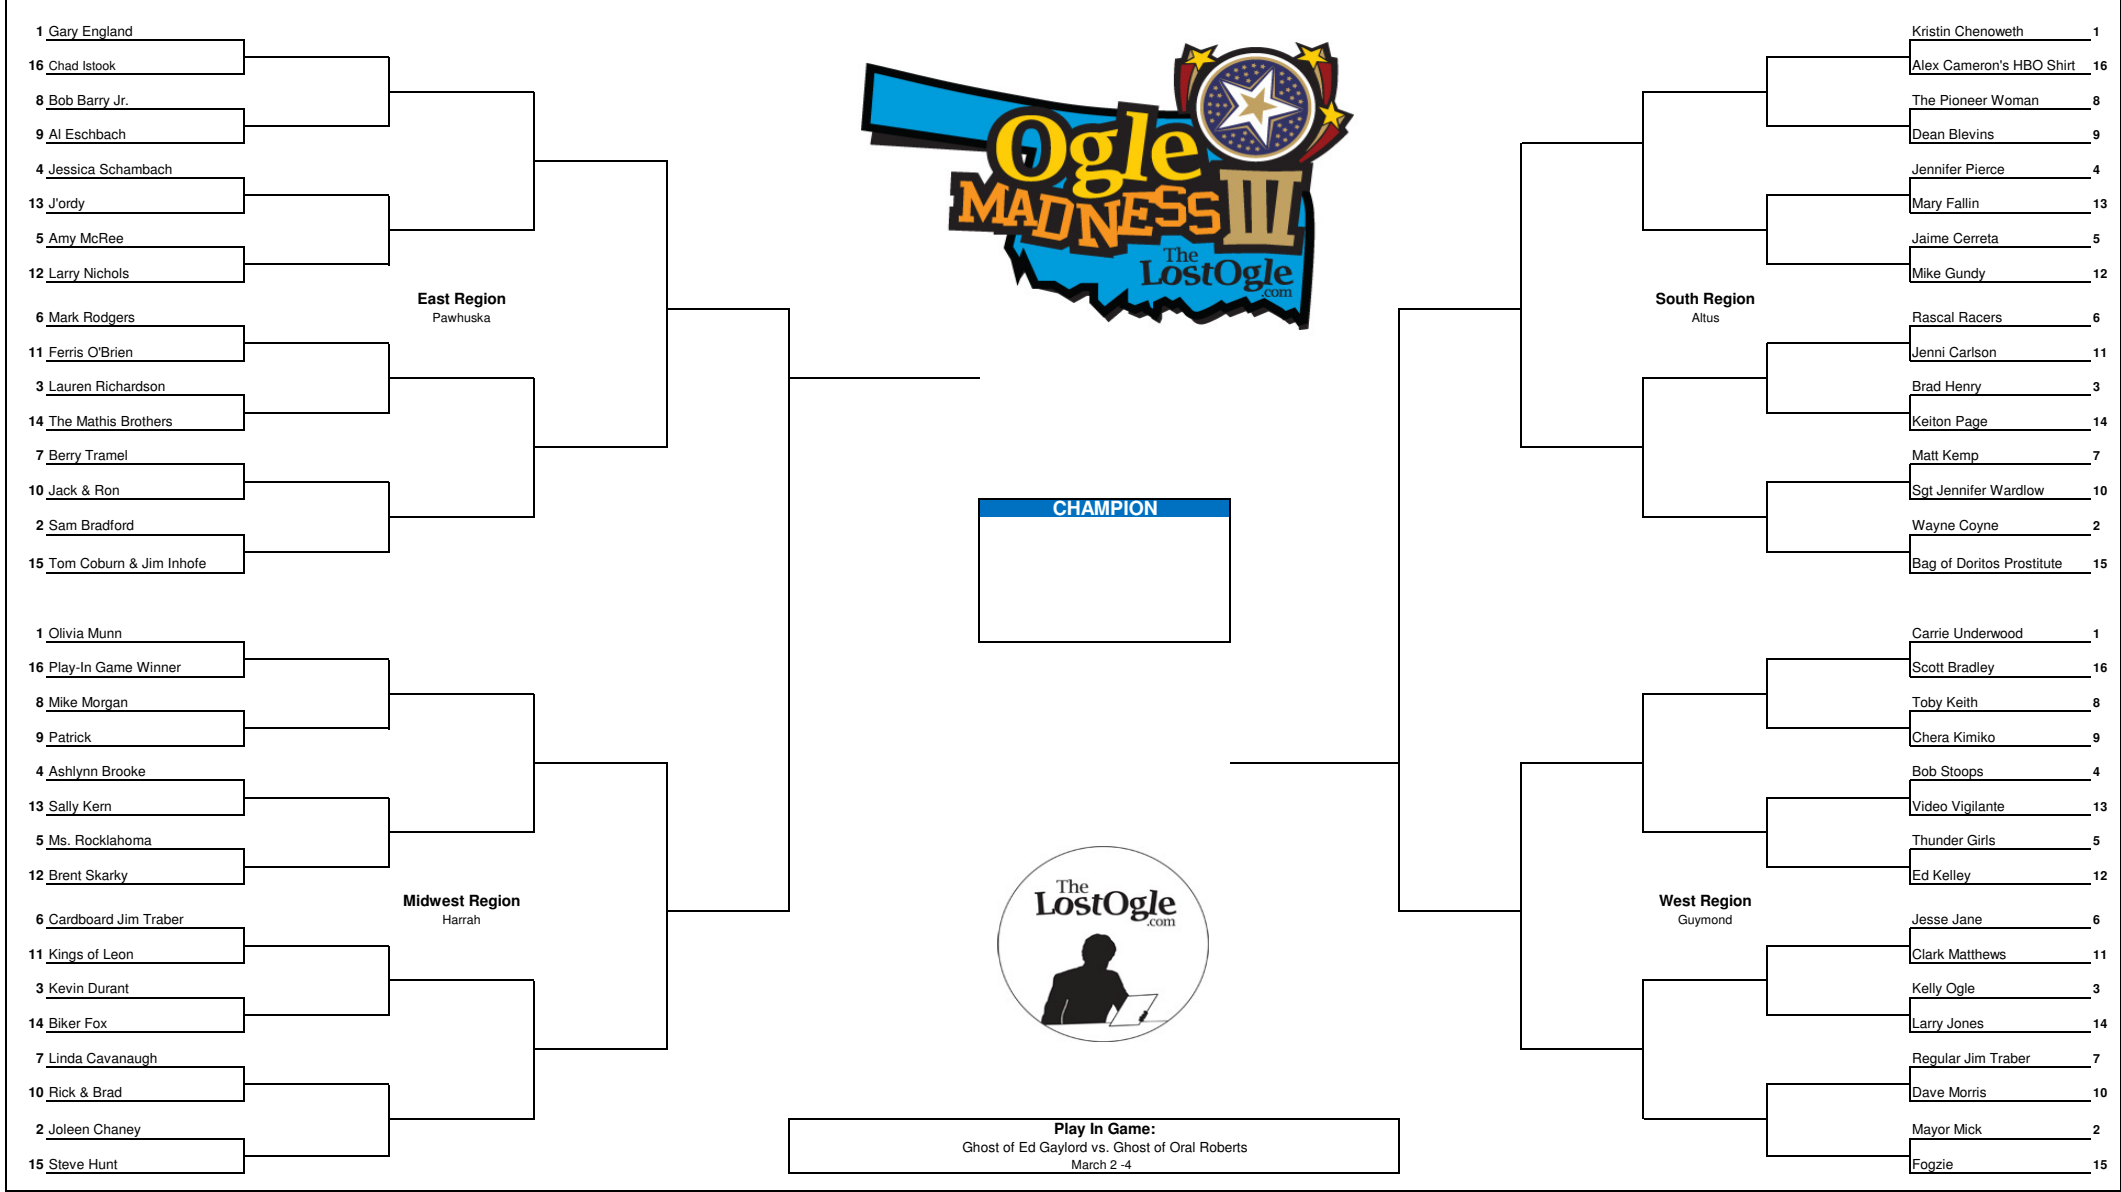 1 Gary England
16 Chad Istook
8 Bob Barry Jr.
9 Al Eschbach
4 Jessica Schambach
13 J'ordy
5 Amy McRee
12 Larry Nichols
East Region
Pawhuska
6 Mark Rodgers
11 Ferris O'Brien
3 Lauren Richardson
14 The Mathis Brothers
7 Berry Tramel
10 Jack & Ron
2 Sam Bradford
15 Tom Coburn & Jim Inhofe
1 Olivia Munn
16 Play-In Game Winner
8 Mike Morgan
9 Patrick
4 Ashlynn Brooke
13 Sally Kern
5 Ms. Rocklahoma
12 Brent Skarky
Midwest Region
Harrah
6 Cardboard Jim Traber
11 Kings of Leon
3 Kevin Durant
14 Biker Fox
7 Linda Cavanaugh
10 Rick & Brad
2 Joleen Chaney
15 Steve Hunt
Ogle
MADNESS III
The
LostOgle
.com
CHAMPION
The
LostOgle
.com
Play In Game:
Ghost of Ed Gaylord vs. Ghost of Oral Roberts
March 2 -4
Kristin Chenoweth 1
Alex Cameron's HBO Shirt 16
The Pioneer Woman 8
Dean Blevins 9
Jennifer Pierce 4
Mary Fallin 13
Jaime Cerreta 5
Mike Gundy 12
South Region
Altus
Rascal Racers 6
Jenni Carlson 11
Brad Henry 3
Keiton Page 14
Matt Kemp 7
Sgt Jennifer Wardlow 10
Wayne Coyne 2
Bag of Doritos Prostitute 15
Carrie Underwood 1
Scott Bradley 16
Toby Keith 8
Chera Kimiko 9
Bob Stoops 4
Video Vigilante 13
Thunder Girls 5
Ed Kelley 12
West Region
Guymond
Jesse Jane 6
Clark Matthews 11
Kelly Ogle 3
Larry Jones 14
Regular Jim Traber 7
Dave Morris 10
Mayor Mick 2
Fogzie 15